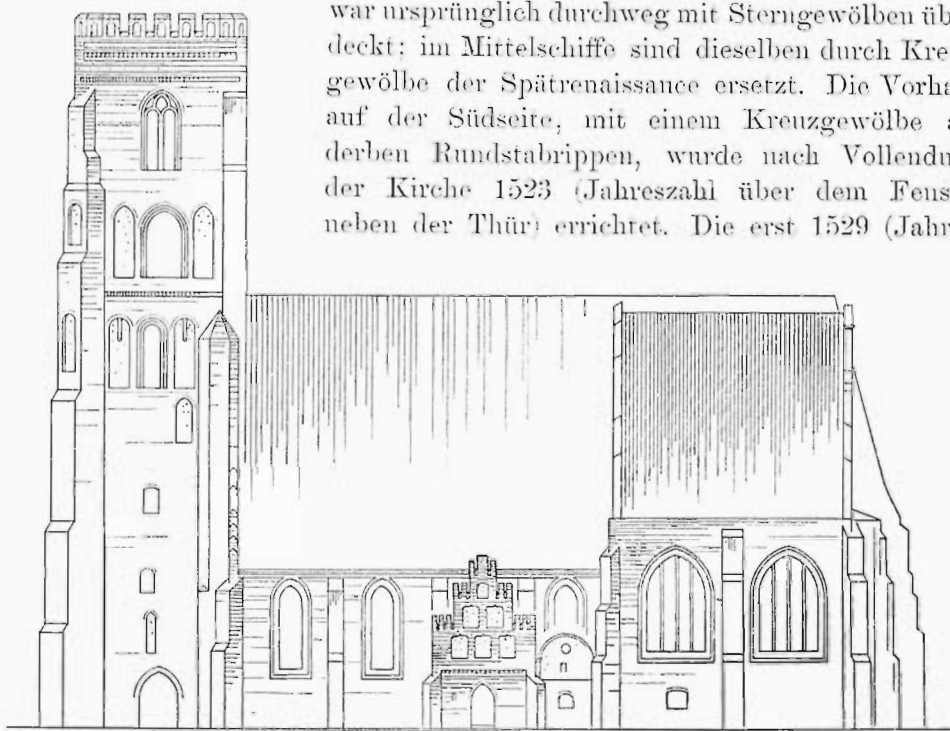 war ursprünglich durchweg mit Sterngewölben üb
deckt: im Mittelschiffe sind dieselben durch Kre
gewölbe der Spätrenaissance ersetzt. Die Vorha
auf der Südseite, mit einem Kreuzgewölbe a
derben Rundstabrippen, wurde nach Vollendu
der Kirche 1523 (Jahreszahl über dem Fens
neben der Thür) errichtet. Die erst 1529 (Jahr